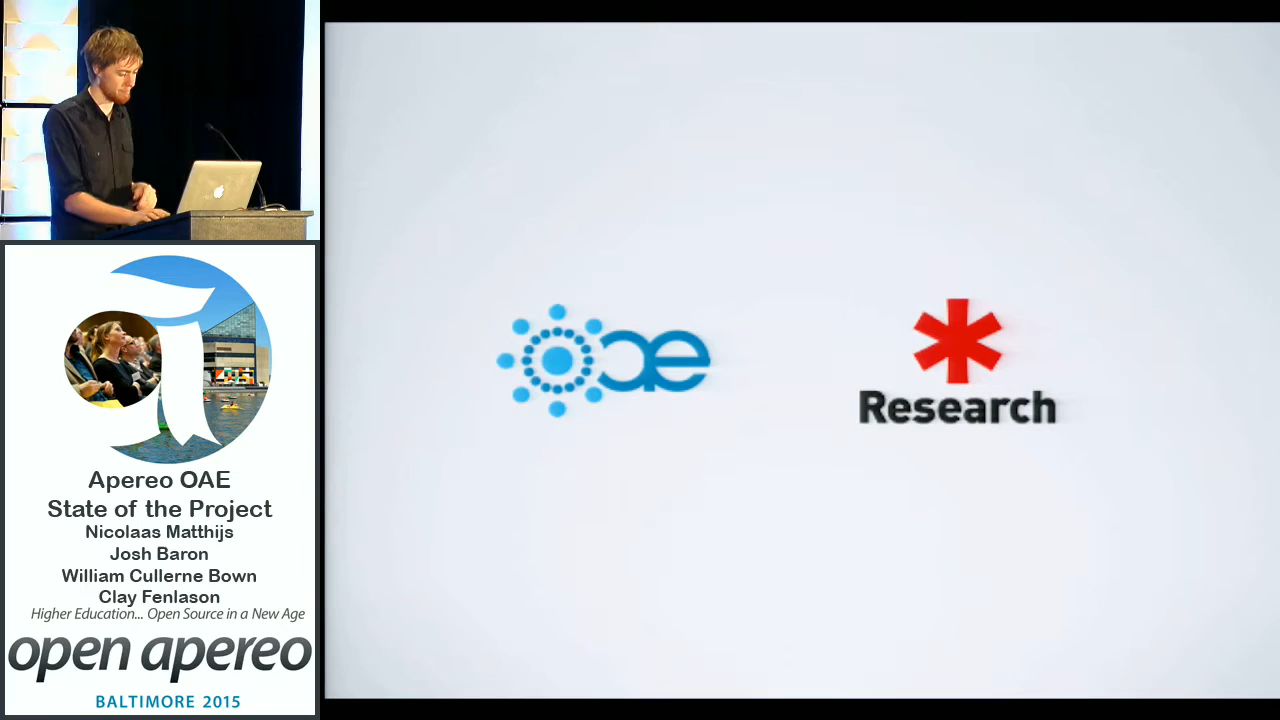 Apereo OAE
State of the Project
Nicolaas Matthijs
Josh Baron
William Cullerne Bown
Clay Fenlason
Higher Education... Open Source in a New Age
open apereo
BALTIMORE 2015
oae
Research